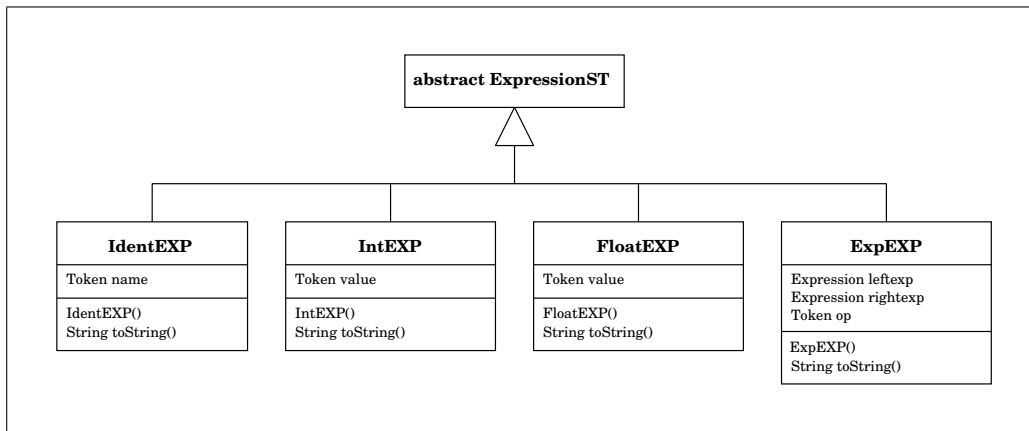 abstract ExpressionST
IdentEXP
Token name
IdentEXP()
String toString()
IntEXP
Token value
IntEXP()
String toString()
FloatEXP
Token value
FloatEXP()
String toString()
ExpEXP
Expression leftexp
Expression rightexp
Token op
ExpEXP()
String toString()